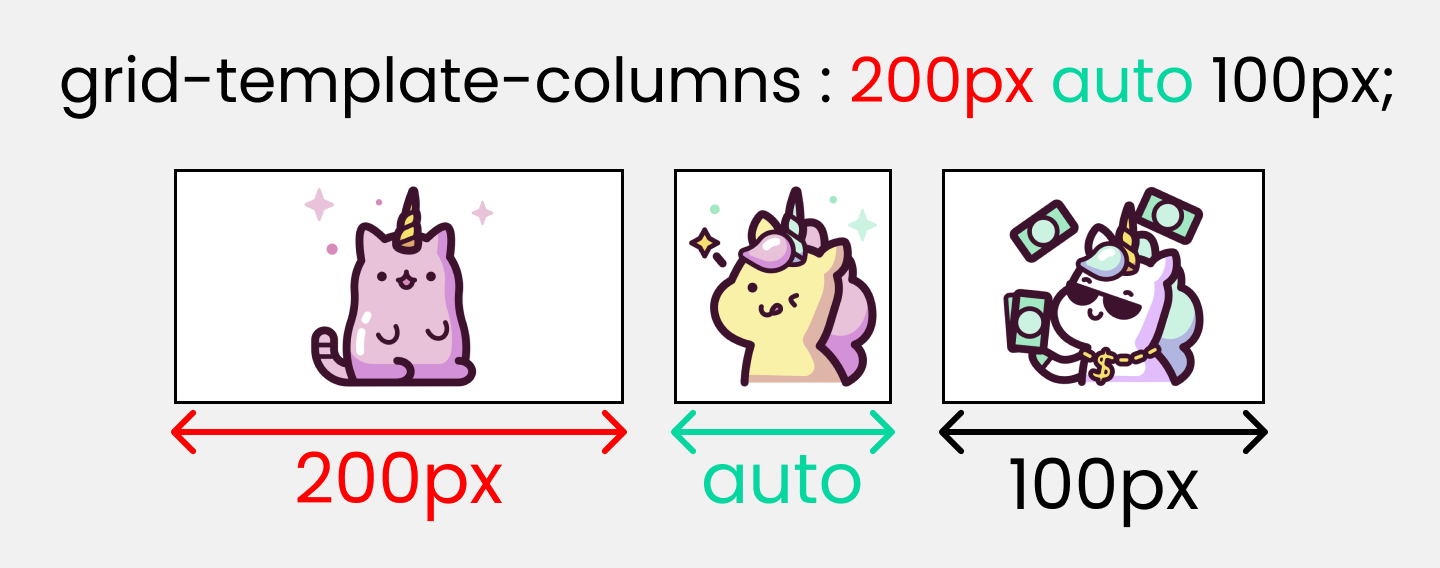 grid-template-columns : 200px auto 100px;
200px
auto
100px